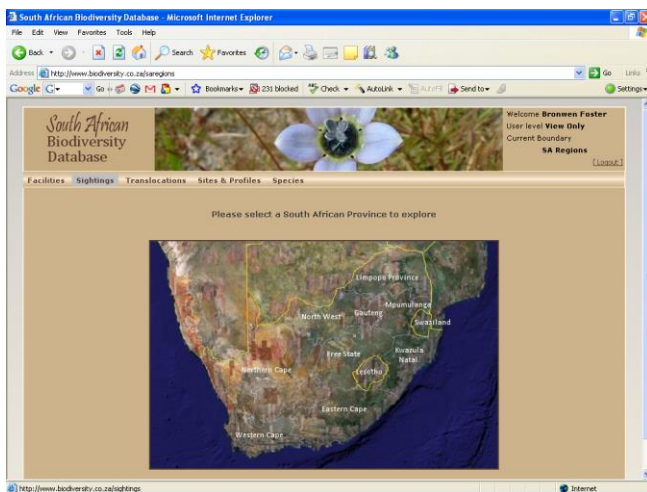 South African Biodiversity Database - Microsoft Internet Explorer
File Edit View Favorites Tools Help
Back Search Favorites
Address http://www.biodiversity.co.za/saregions Go Links
Google G Go Bookmarks 231 blocked Check AutoLink AutoFill Send to Settings
South African
Biodiversity
Database
Welcome Bronwen Foster
User level View Only
Current Boundary
SA Regions
[Logout]
Facilities Sightings Translocations Sites & Profiles Species
Please select a South African Province to explore
Limpopo Province
Mpumulanga
North West Gauteng
Swaziland
Free State
Kwazulu
Natal
Northern Cape
Lesotho
Eastern Cape
Western Cape
http://www.biodiversity.co.za/sightings Internet